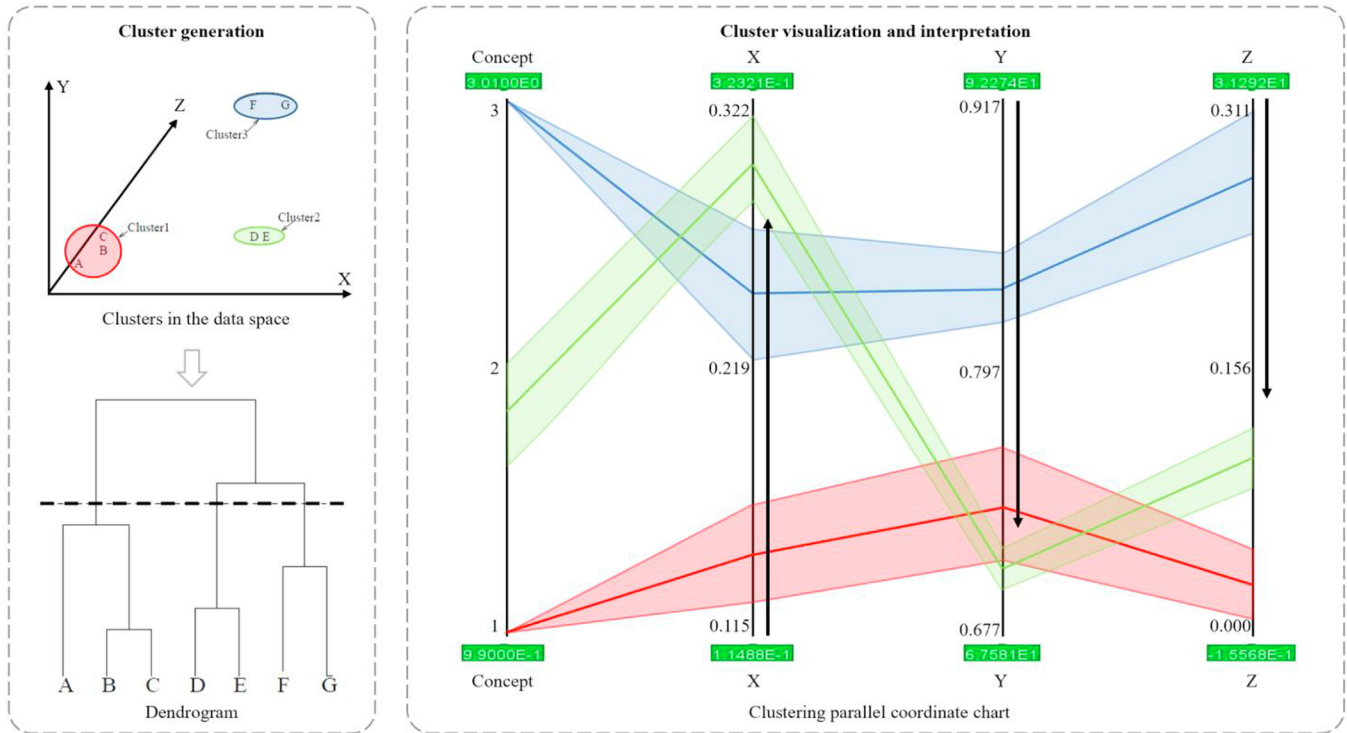 Cluster generation
Y
Z
F G
Cluster3
Cluster2
Cluster1
C
D E
B
A
X
Clusters in the data space
A B C D E F G
Dendrogram
Cluster visualization and interpretation
Concept X Y Z
3.0100E0 3.2321E-1 9.2274E1 3.1292E1
3 0.322 0.917 0.311
2 0.219 0.797 0.156
1 0.115 0.677 0.000
9.9000E-1 1.1488E-1 6.7581E1 -1.5568E-1
Concept X Y Z
Clustering parallel coordinate chart